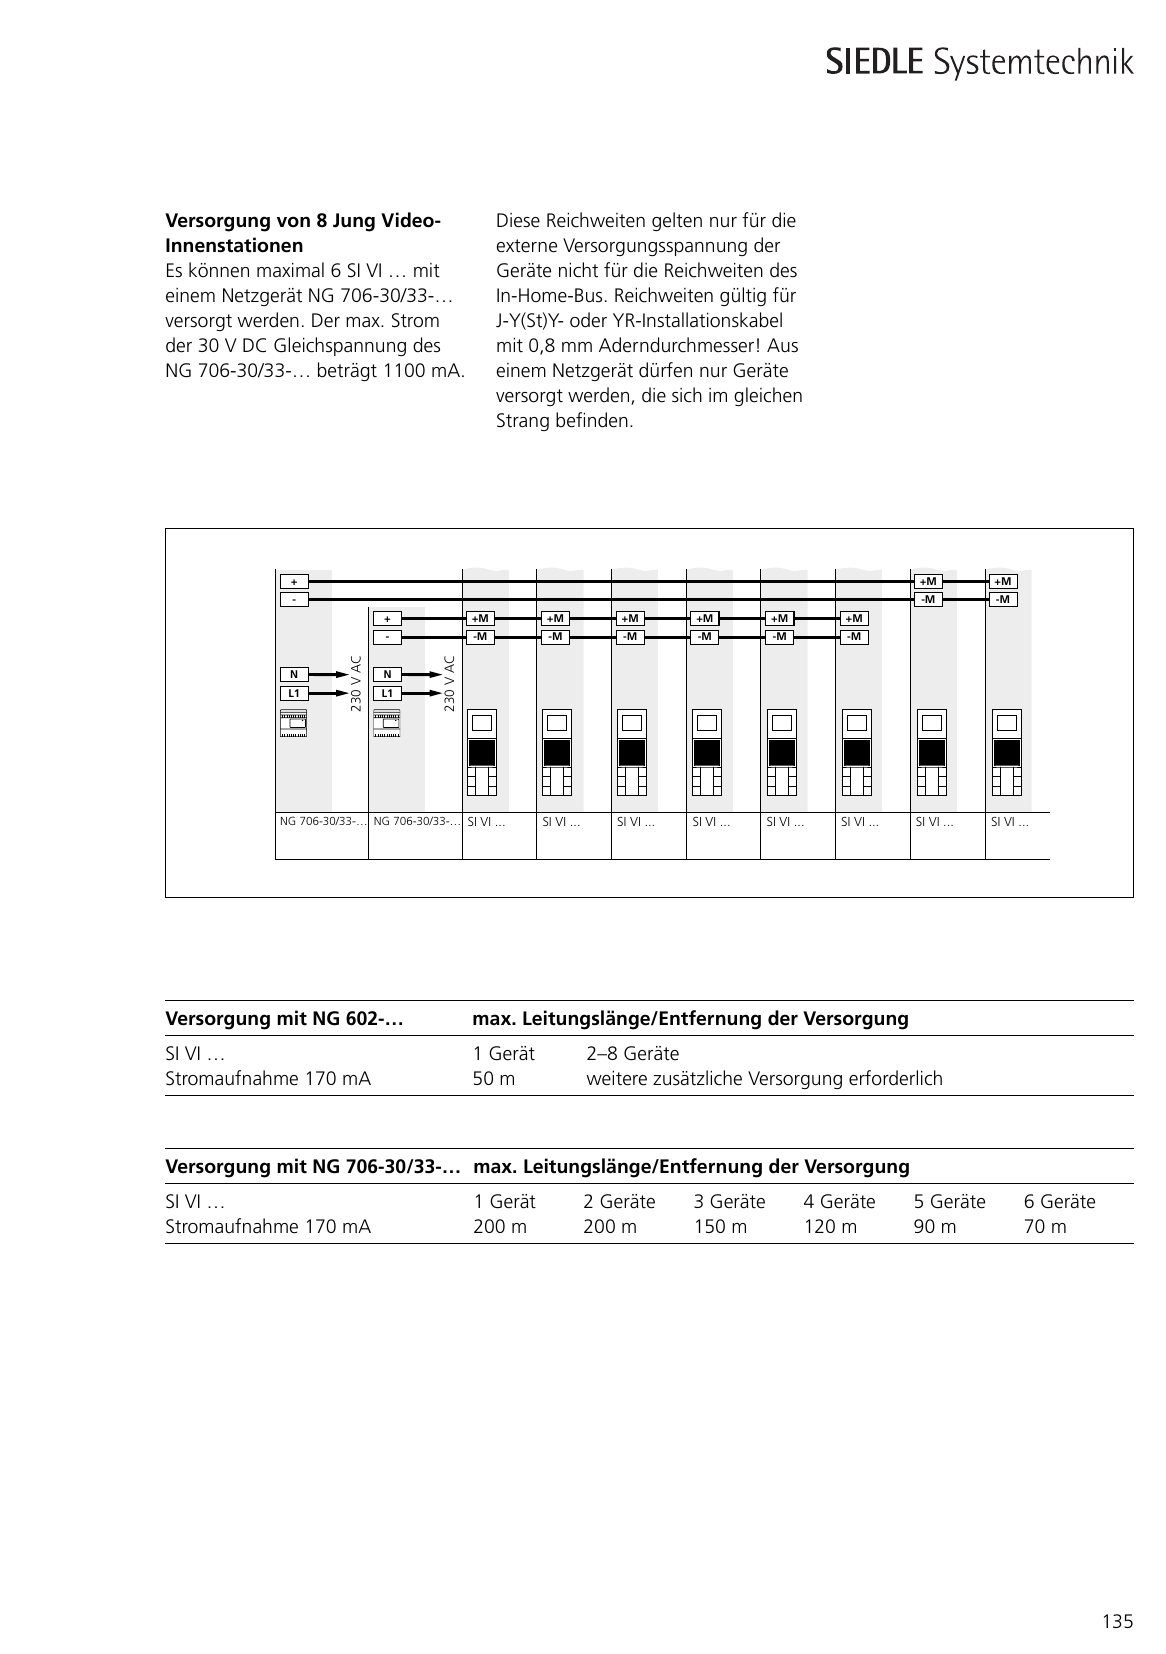 SIEDLE Systemtechnik
Versorgung von 8 Jung Video-
Innenstationen
Es können maximal 6 SI VI … mit
einem Netzgerät NG 706-30/33-…
versorgt werden. Der max. Strom
der 30 V DC Gleichspannung des
NG 706-30/33-… beträgt 1100 mA.
Diese Reichweiten gelten nur für die
externe Versorgungsspannung der
Geräte nicht für die Reichweiten des
In-Home-Bus. Reichweiten gültig für
J-Y(St)Y- oder YR-Installationskabel
mit 0,8 mm Aderndurchmesser! Aus
einem Netzgerät dürfen nur Geräte
versorgt werden, die sich im gleichen
Strang befinden.
+ +M +M
- -M -M
+ +M +M +M +M +M +M
- -M -M -M -M -M -M
N 230 V AC N 230 V AC
L1 L1
NG 706-30/33-… NG 706-30/33-… SI VI … SI VI … SI VI … SI VI … SI VI … SI VI … SI VI … SI VI …
Versorgung mit NG 602-… max. Leitungslänge/Entfernung der Versorgung
SI VI … 1 Gerät 2–8 Geräte
Stromaufnahme 170 mA 50 m weitere zusätzliche Versorgung erforderlich
Versorgung mit NG 706-30/33-… max. Leitungslänge/Entfernung der Versorgung
SI VI … 1 Gerät 2 Geräte 3 Geräte 4 Geräte 5 Geräte 6 Geräte
Stromaufnahme 170 mA 200 m 200 m 150 m 120 m 90 m 70 m
135